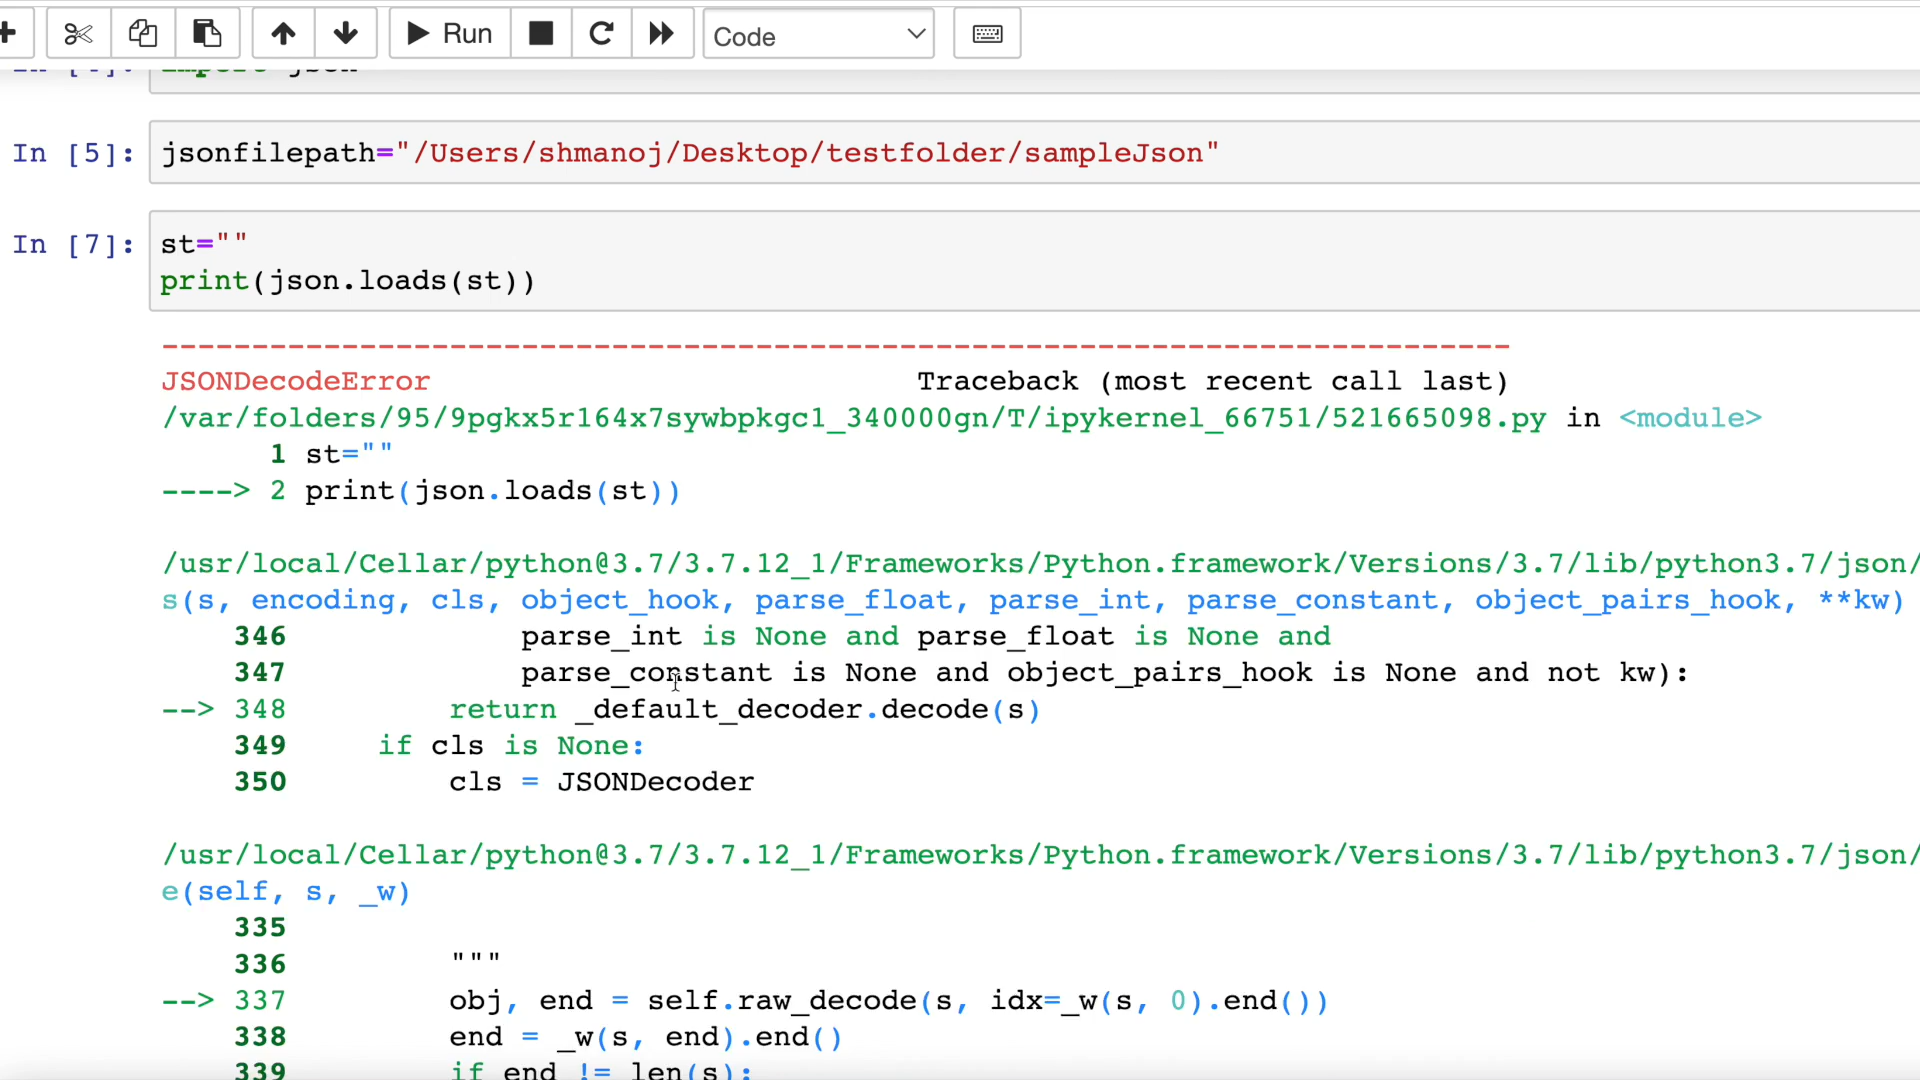 Run
Code
In [4]: import json
In [5]: jsonfilepath="/Users/shmanoj/Desktop/testfolder/sampleJson"
In [7]: st=""
print(json.loads(st))
---------------------------------------------------------------------------
JSONDecodeError Traceback (most recent call last)
/var/folders/95/9pgkx5r164x7sywbpkgc1_340000gn/T/ipykernel_66751/521665098.py in <module>
1 st=""
----> 2 print(json.loads(st))
/usr/local/Cellar/python@3.7/3.7.12_1/Frameworks/Python.framework/Versions/3.7/lib/python3.7/json/
s(s, encoding, cls, object_hook, parse_float, parse_int, parse_constant, object_pairs_hook, **kw)
346 parse_int is None and parse_float is None and
347 parse_constant is None and object_pairs_hook is None and not kw):
--> 348 return _default_decoder.decode(s)
349 if cls is None:
350 cls = JSONDecoder
/usr/local/Cellar/python@3.7/3.7.12_1/Frameworks/Python.framework/Versions/3.7/lib/python3.7/json/
e(self, s, _w)
335
336 """
--> 337 obj, end = self.raw_decode(s, idx=_w(s, 0).end())
338 end = _w(s, end).end()
339 if end != len(s):